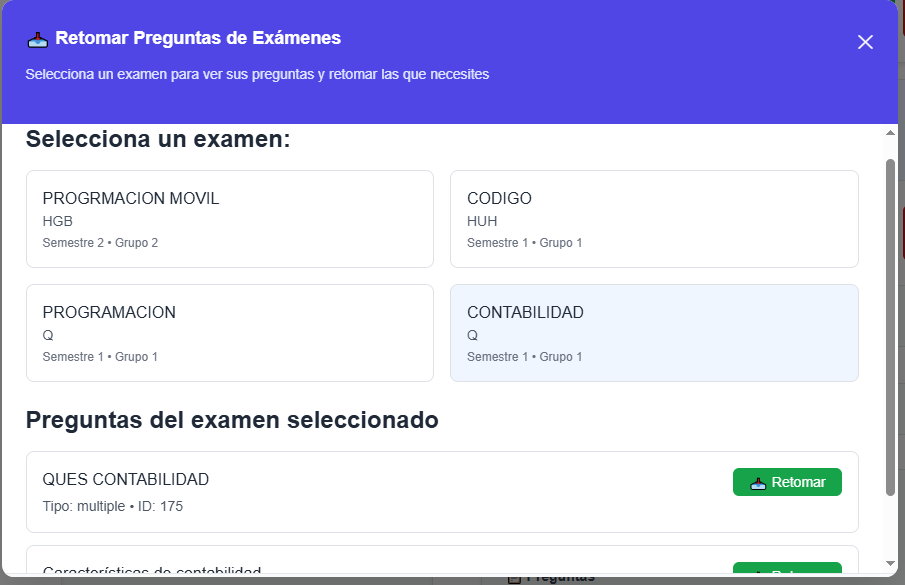 Retomar Preguntas de Exámenes
Selecciona un examen para ver sus preguntas y retomar las que necesites
Selecciona un examen:
PROGRMACION MOVIL
HGB
Semestre 2 • Grupo 2
CODIGO
HUH
Semestre 1 • Grupo 1
PROGRAMACION
Q
Semestre 1 • Grupo 1
CONTABILIDAD
Q
Semestre 1 • Grupo 1
Preguntas del examen seleccionado
QUES CONTABILIDAD
Retomar
Tipo: multiple • ID: 175
Características de contabilidad
Retomar
Preguntas